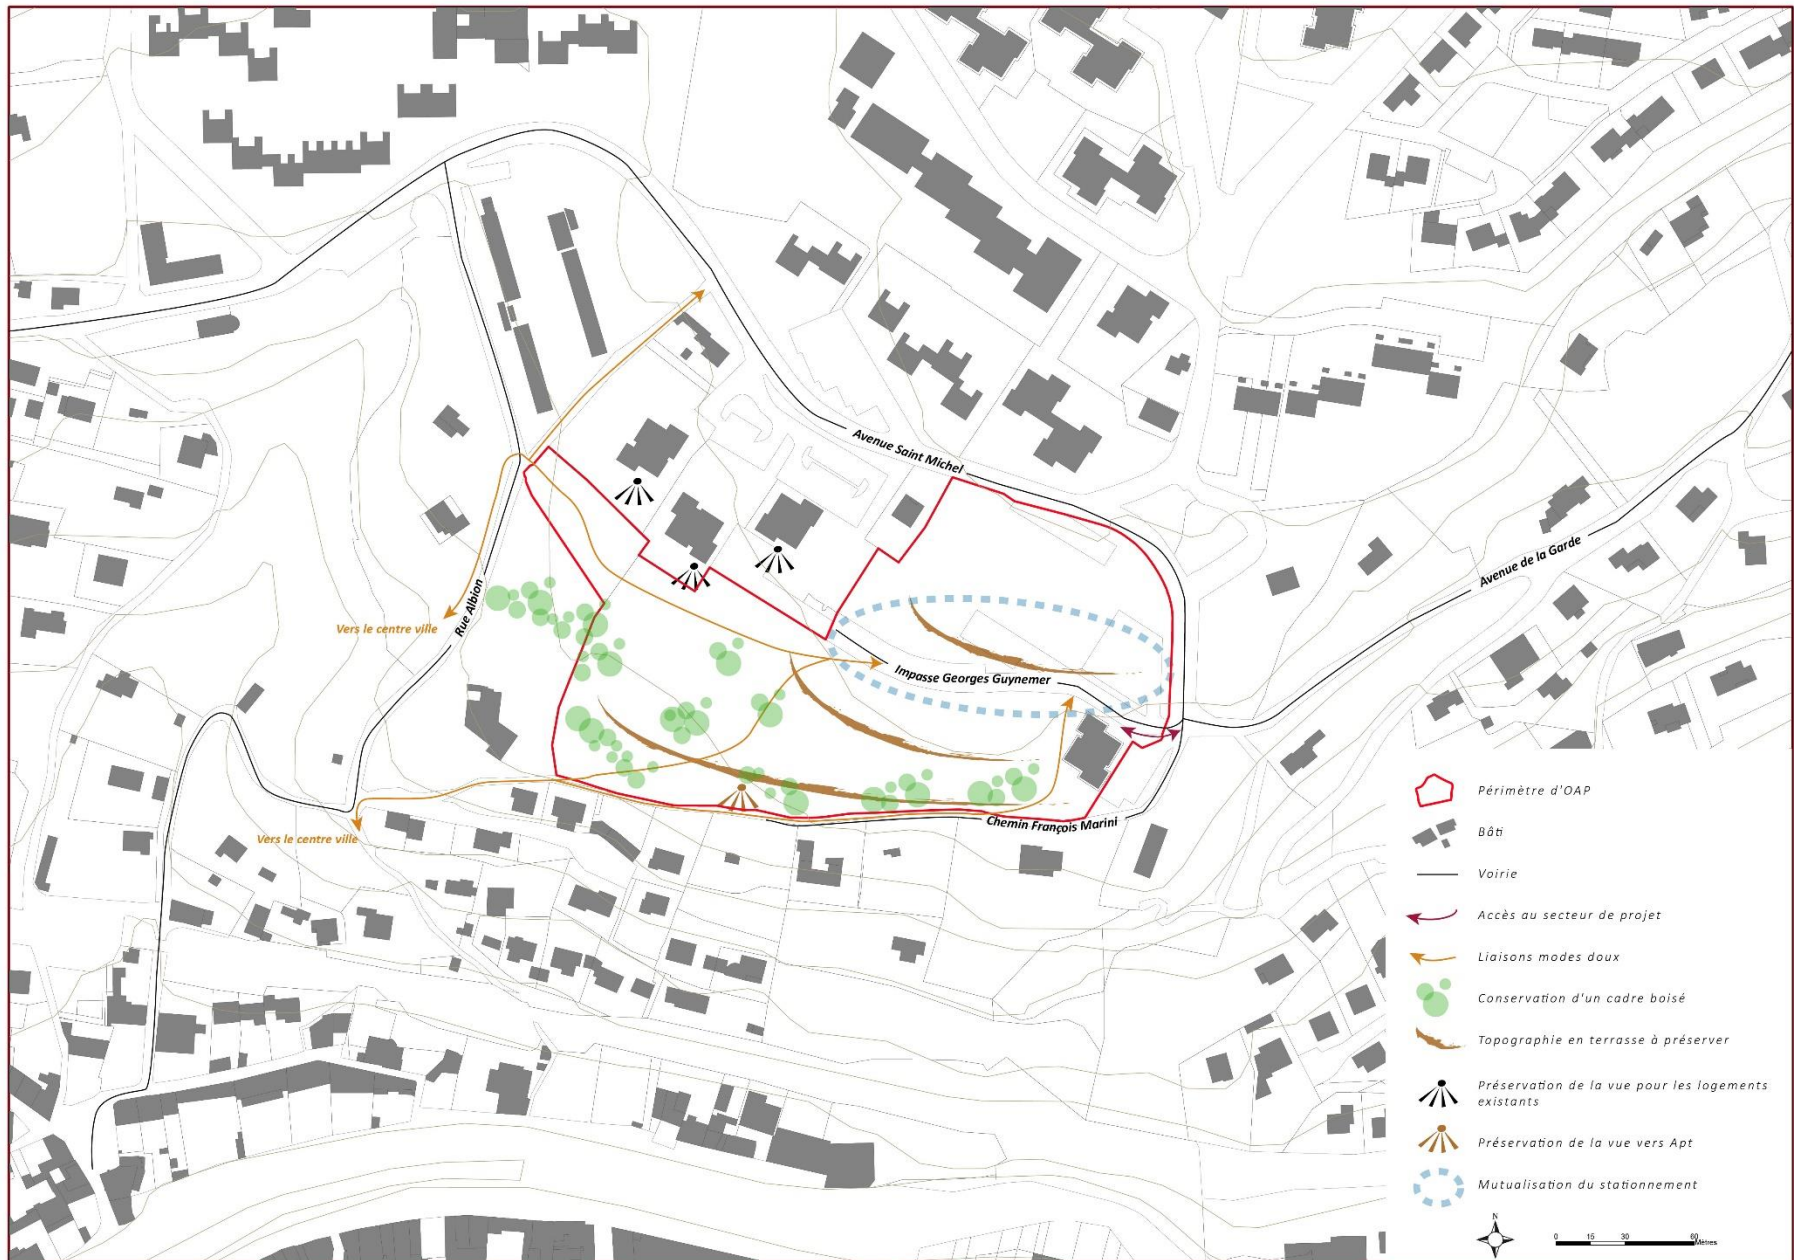 Avenue Saint Michel
Avenue de la Garde
Rue Albion
Vers le centre ville
Impasse Georges Guynemer
Vers le centre ville
Chemin François Marini
Périmètre d'OAP
Bâti
Voirie
Accès au secteur de projet
Liaisons modes doux
Conservation d'un cadre boisé
Topographie en terrasse à préserver
Préservation de la vue pour les logements
existants
Préservation de la vue vers Apt
Mutualisation du stationnement
N
0 15 30 60
Mètres